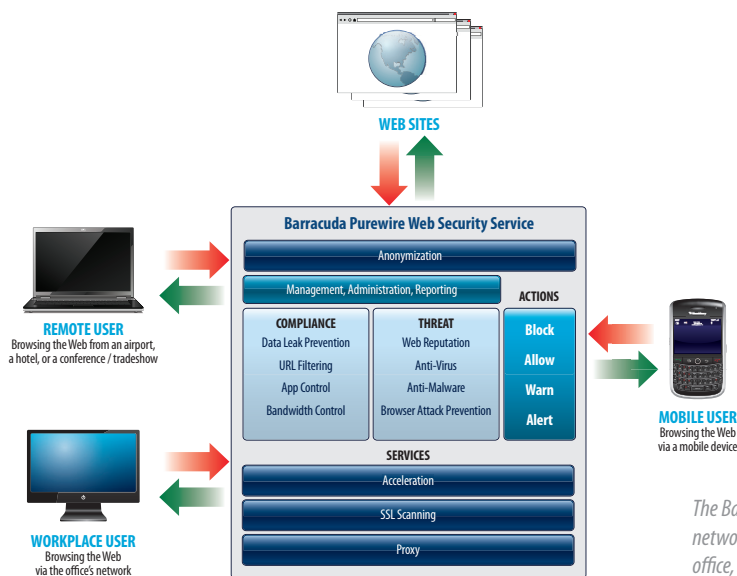 WEB SITES
Barracuda Purewire Web Security Service
Anonymization
Management, Administration, Reporting
ACTIONS
COMPLIANCE
Data Leak Prevention
URL Filtering
App Control
Bandwidth Control
THREAT
Web Reputation
Anti-Virus
Anti-Malware
Browser Attack Prevention
Block
Allow
Warn
Alert
SERVICES
Acceleration
SSL Scanning
Proxy
REMOTE USER
Browsing the Web from an airport,
a hotel, or a conference / tradeshow
WORKPLACE USER
Browsing the Web
via the office's network
MOBILE USER
Browsing the Web
via a mobile device
The Ba
netwo
office,